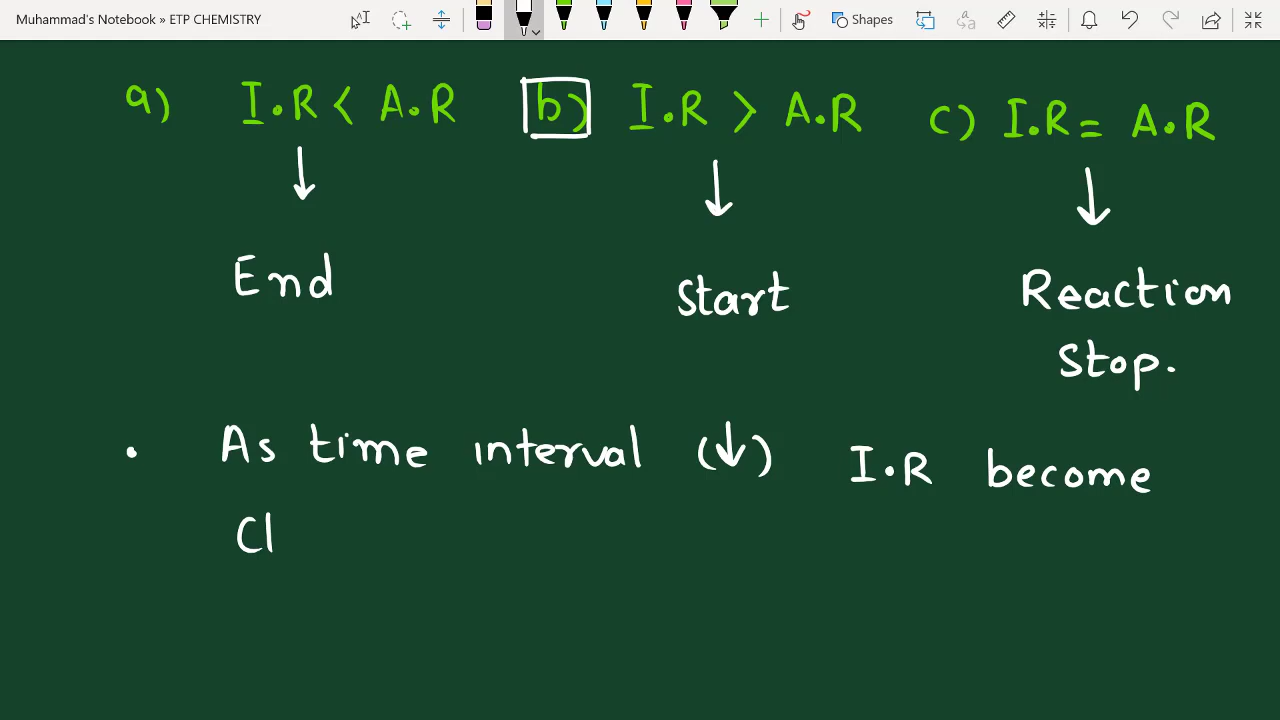 Muhammad's Notebook » ETP CHEMISTRY
Shapes
a) I.R < A.R b) I.R > A.R c) I.R = A.R
End Start Reaction
Stop.
• As time interval (↓) I.R become
Cl